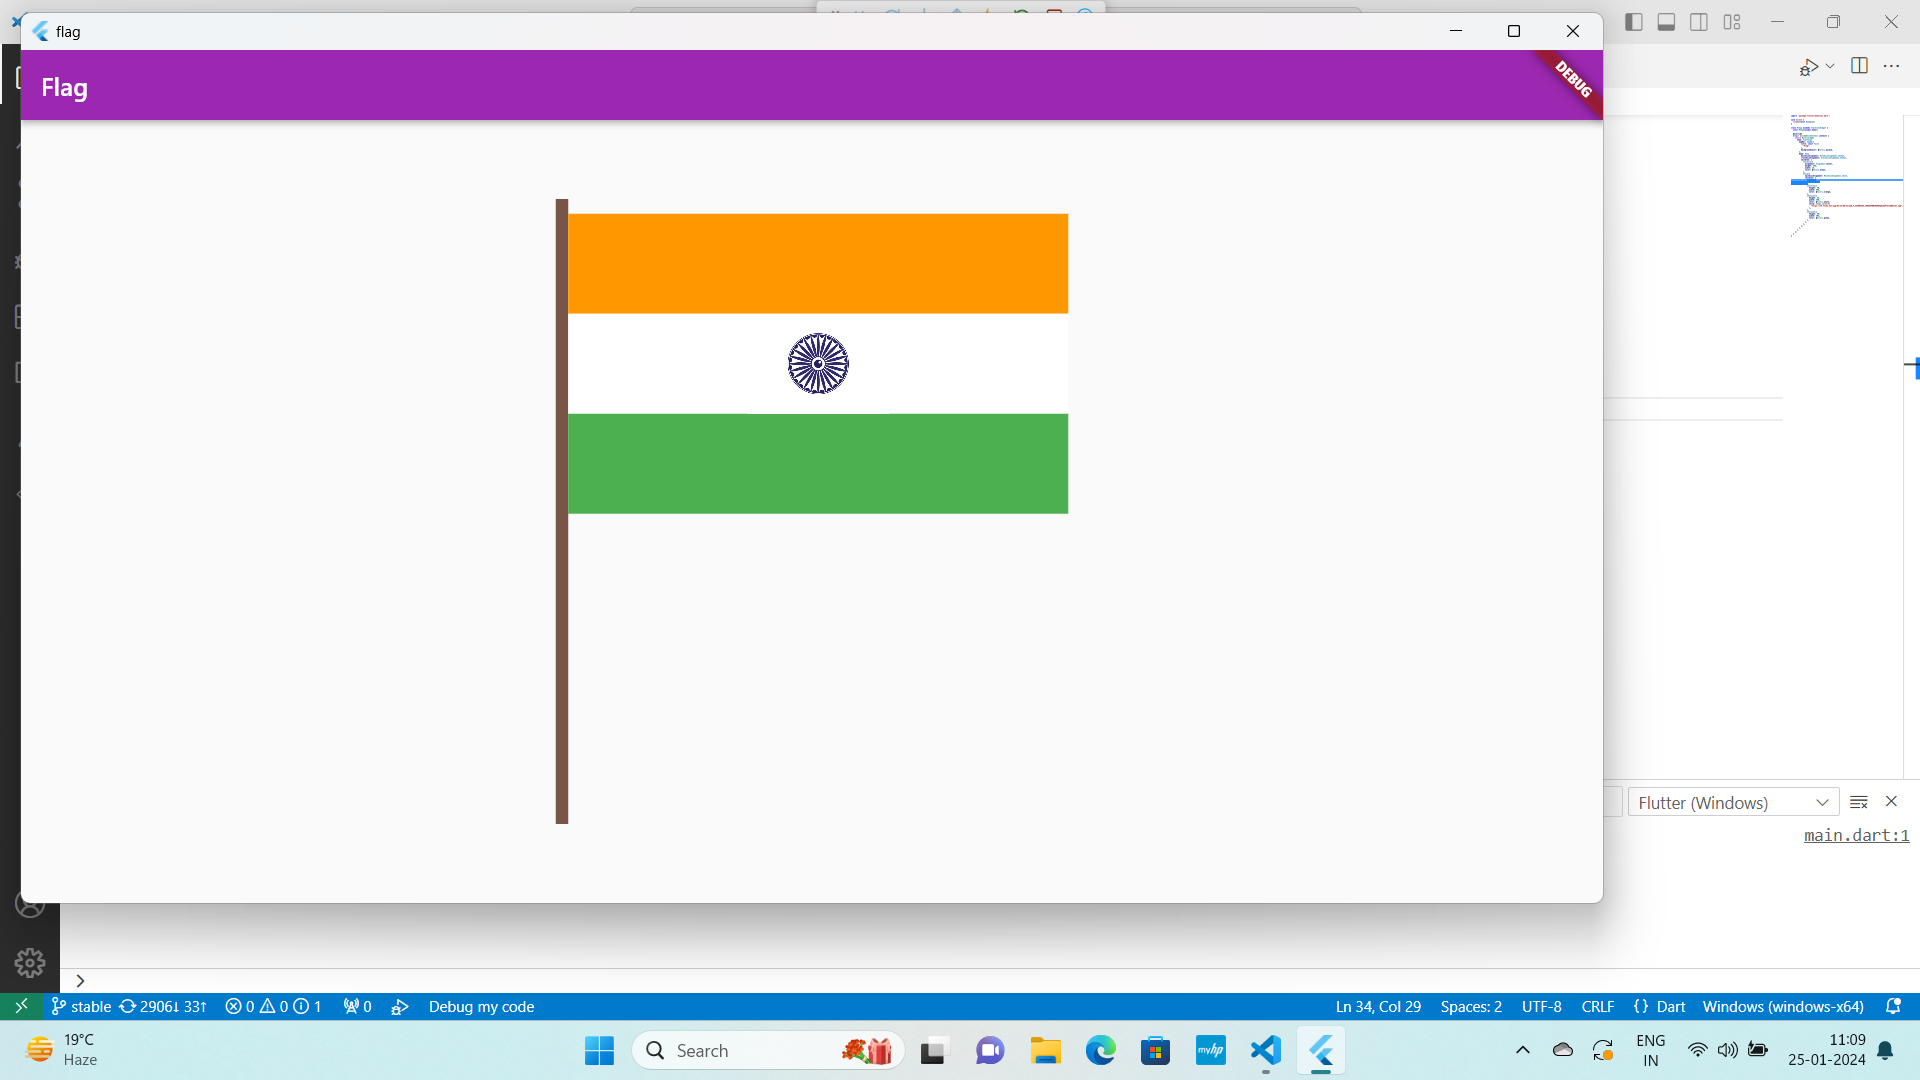 flag
Flag
DEBUG
Flutter (Windows)
main.dart:1
stable 2906↓ 33↑ 0 0 1 0 Debug my code
Ln 34, Col 29 Spaces: 2 UTF-8 CRLF {} Dart Windows (windows-x64)
19°C
Haze
Search
myhp
ENG
IN
11:09
25-01-2024